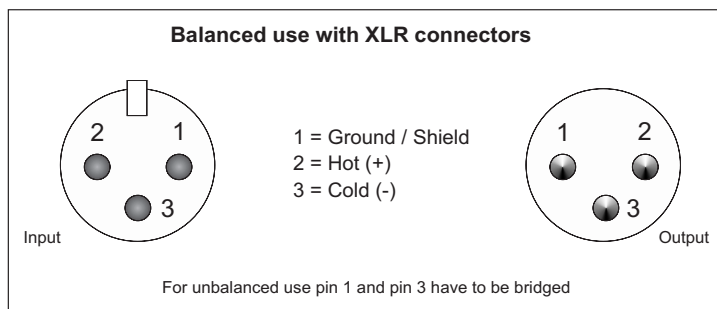 Balanced use with XLR connectors
2 1
3
Input
1 = Ground / Shield
2 = Hot (+)
3 = Cold (-)
1 2
3
Output
For unbalanced use pin 1 and pin 3 have to be bridged